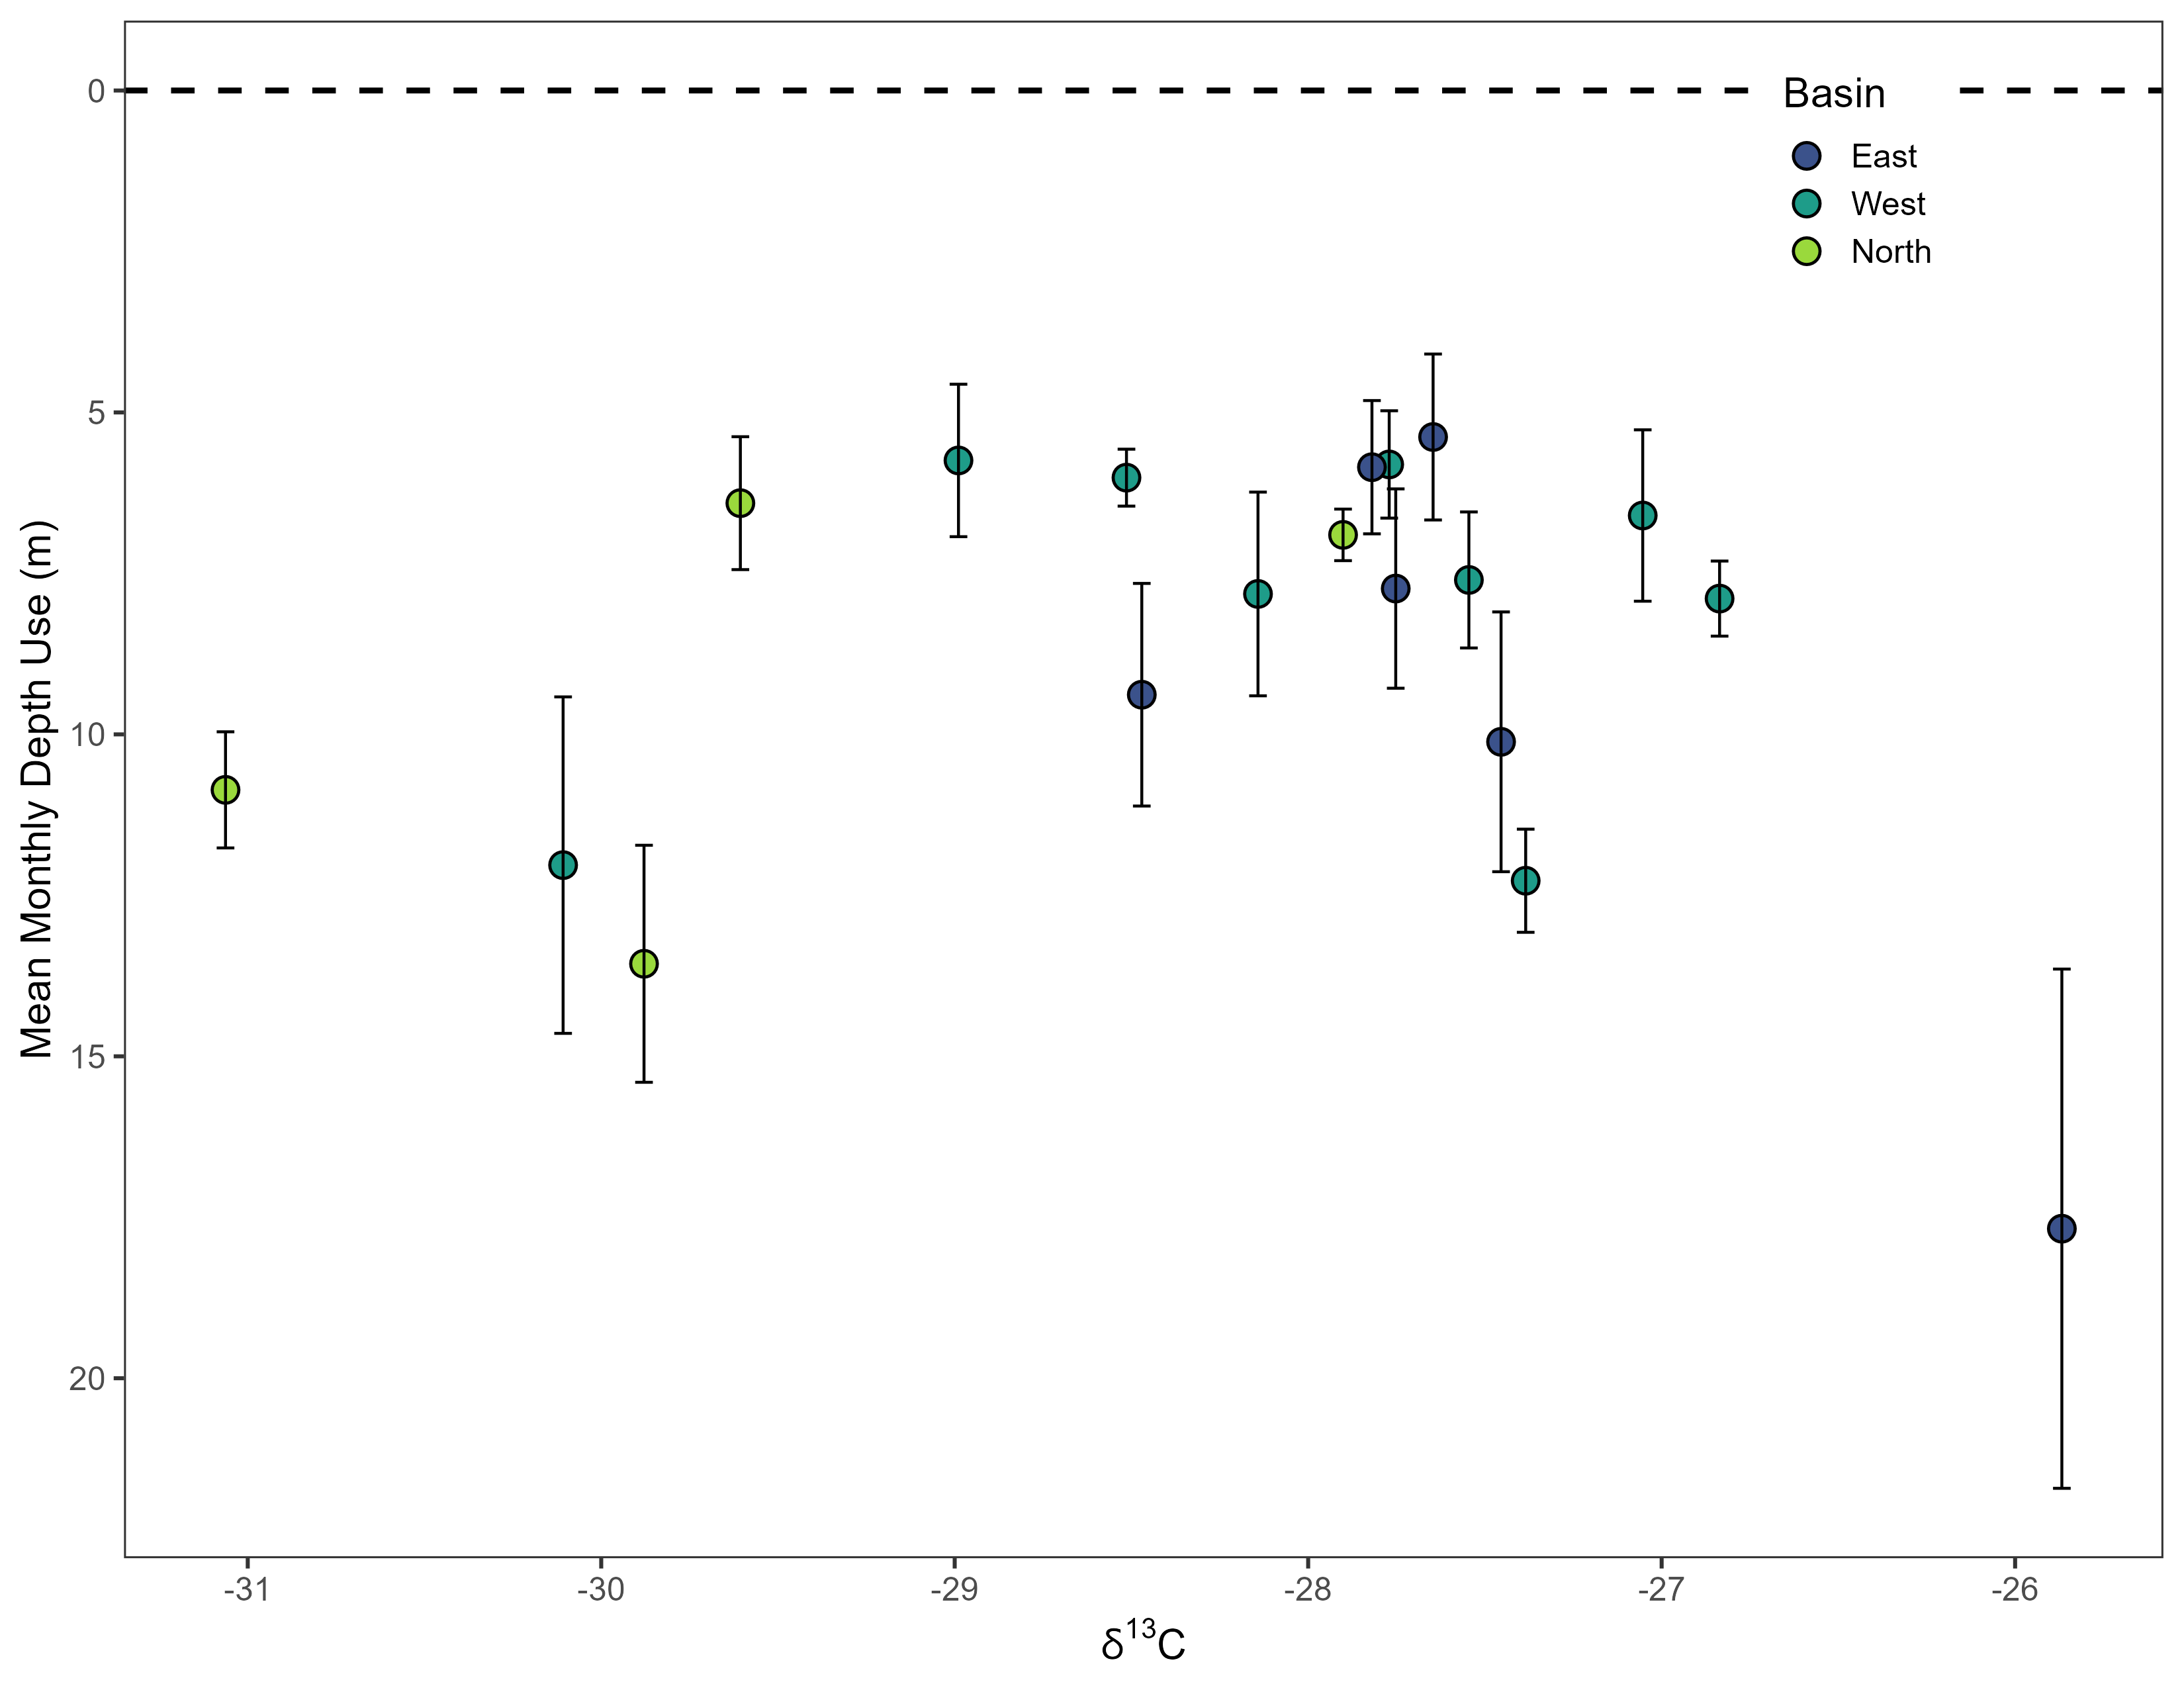 Mean Monthly Depth Use (m)
0
5
10
15
20
Basin
East
West
North
-31 -30 -29 -28 -27 -26
δ¹³C